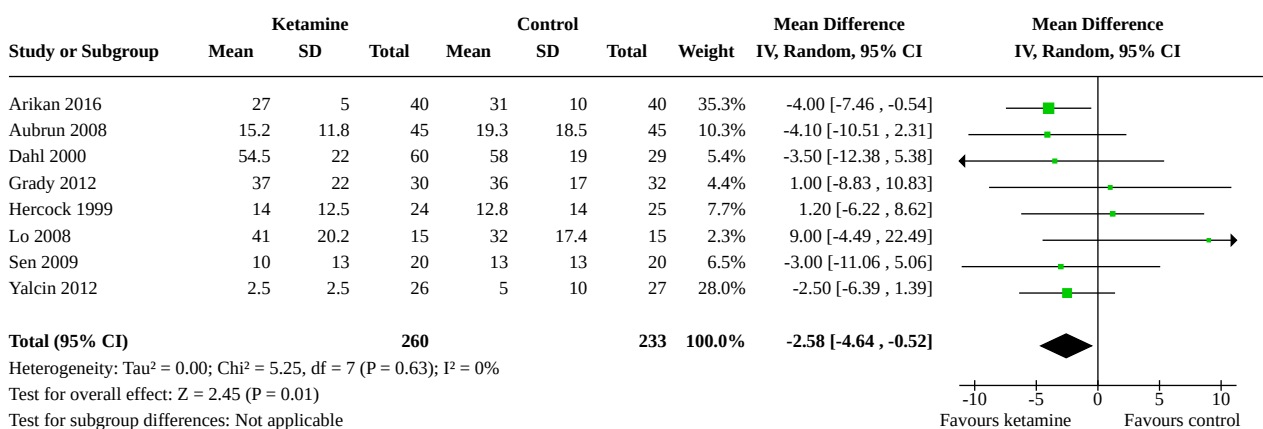 Ketamine Control Mean Difference Mean Difference
Study or Subgroup Mean SD Total Mean SD Total Weight IV, Random, 95% CI IV, Random, 95% CI
Arikan 2016 27 5 40 31 10 40 35.3% -4.00 [-7.46 , -0.54]
Aubrun 2008 15.2 11.8 45 19.3 18.5 45 10.3% -4.10 [-10.51 , 2.31]
Dahl 2000 54.5 22 60 58 19 29 5.4% -3.50 [-12.38 , 5.38]
Grady 2012 37 22 30 36 17 32 4.4% 1.00 [-8.83 , 10.83]
Hercock 1999 14 12.5 24 12.8 14 25 7.7% 1.20 [-6.22 , 8.62]
Lo 2008 41 20.2 15 32 17.4 15 2.3% 9.00 [-4.49 , 22.49]
Sen 2009 10 13 20 13 13 20 6.5% -3.00 [-11.06 , 5.06]
Yalcin 2012 2.5 2.5 26 5 10 27 28.0% -2.50 [-6.39 , 1.39]
Total (95% CI) 260 233 100.0% -2.58 [-4.64 , -0.52]
Heterogeneity: Tau² = 0.00; Chi² = 5.25, df = 7 (P = 0.63); I² = 0%
Test for overall effect: Z = 2.45 (P = 0.01)
-10 -5 0 5 10
Test for subgroup differences: Not applicable Favours ketamine Favours control